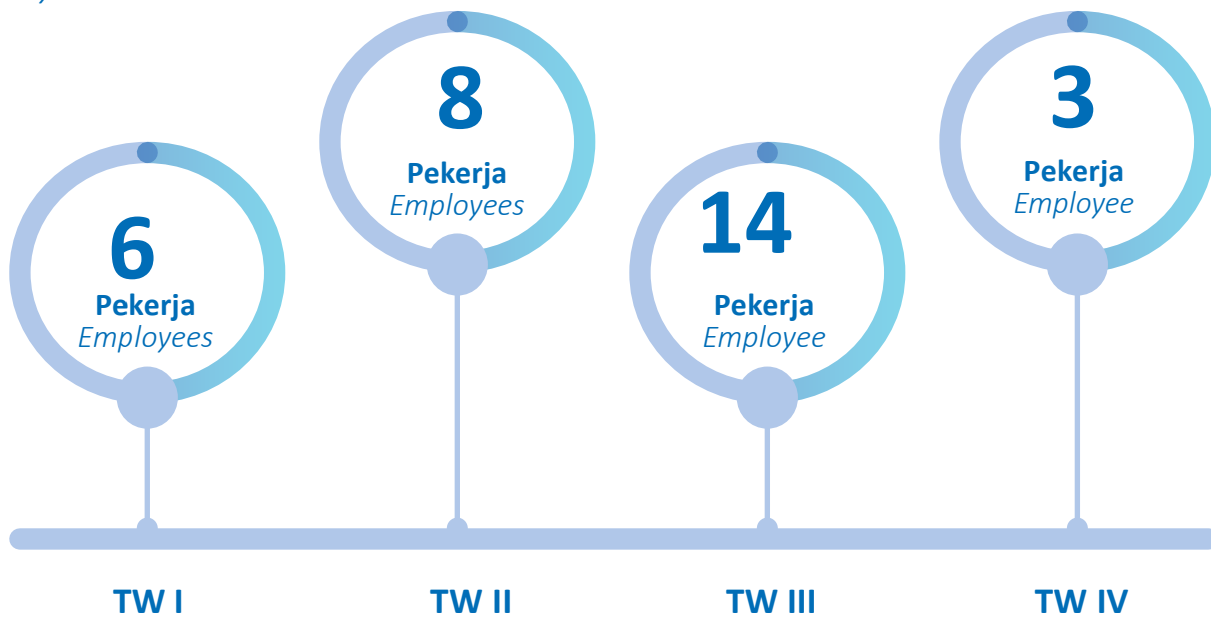 6
Pekerja
Employees
8
Pekerja
Employees
14
Pekerja
Employee
3
Pekerja
Employee
TW I
TW II
TW III
TW IV